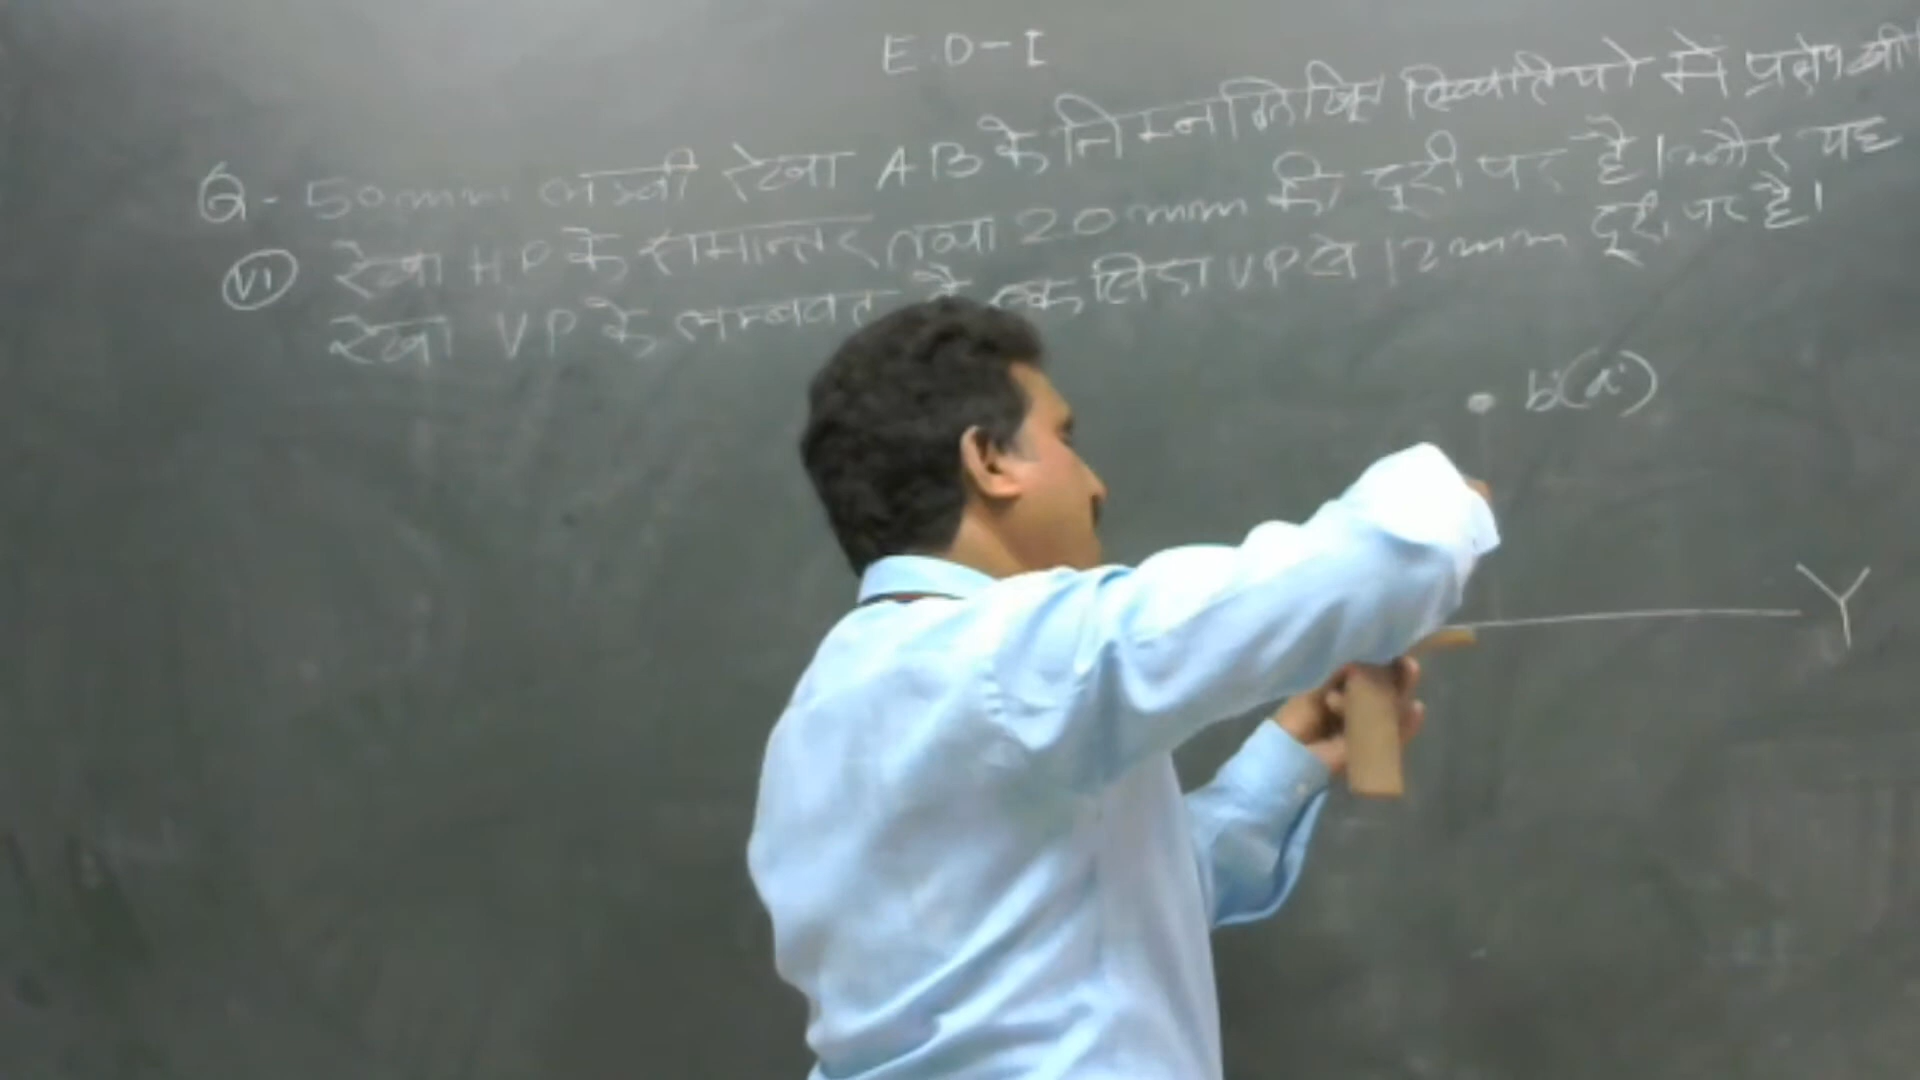 E.D-I
Q- 50mm लम्बी रेखा AB के निम्नलिखित स्थितियो में प्रक्षेप खी
VI रेखा HP के समान्तर तथा 20mm की दूरी पर है। और यह
रेखा VP के लम्बवत है एक सिरा VP से 12mm दूरी पर है।
b'(a')
Y